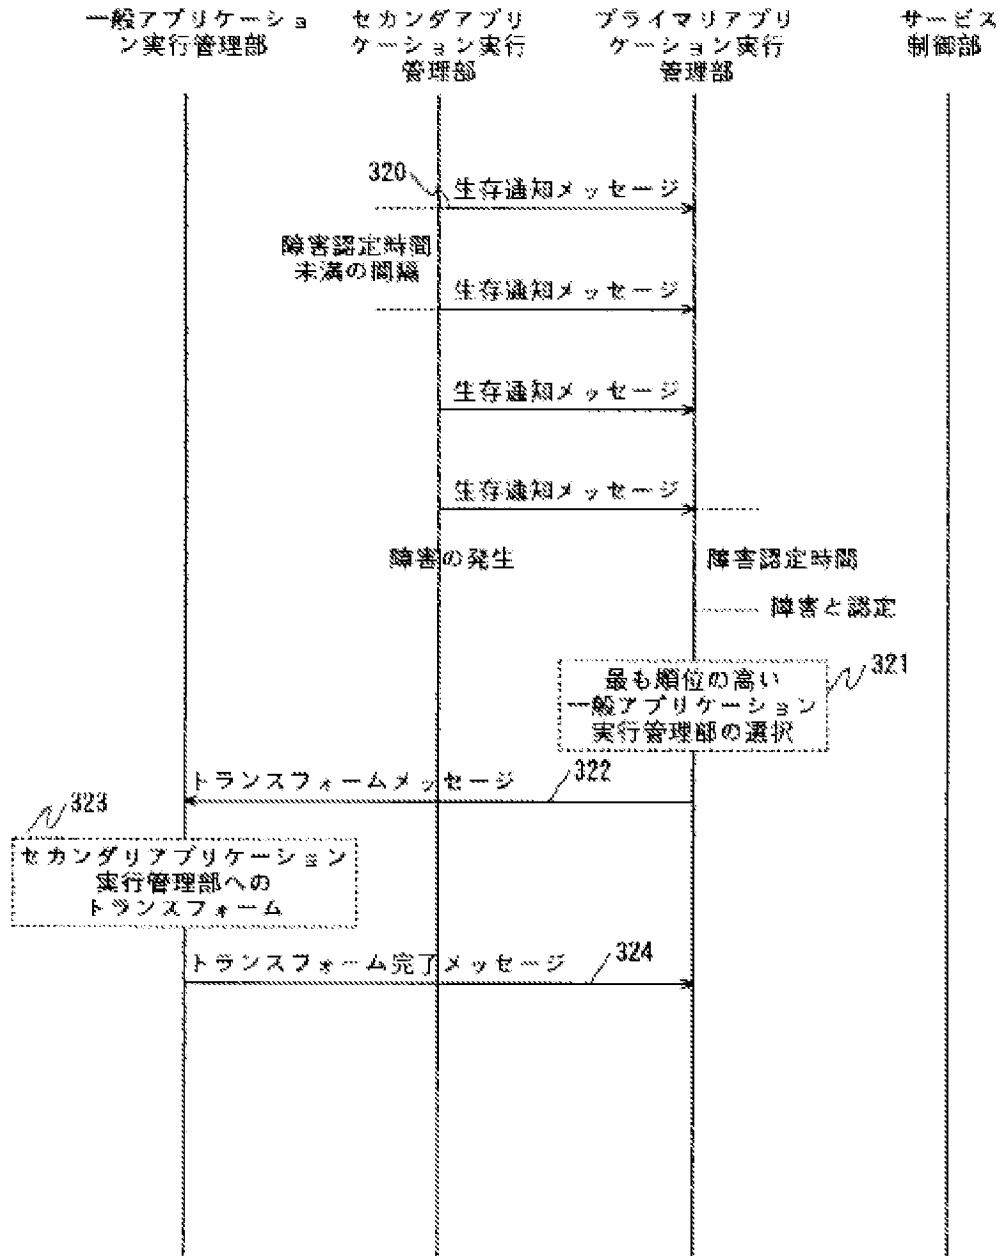 一般アプリケーショ
ン実行管理部
セカンダアプリ
ケーション実行
管理部
プライマリアプリ
ケーション実行
管理部
サービス
制御部
320
生存通知メッセージ
障害認定時間
未満の間隔
生存通知メッセージ
生存通知メッセージ
生存通知メッセージ
障害の発生
障害認定時間
障害と認定
321
最も順位の高い
一般アプリケーション
実行管理部の選択
トランスフォームメッセージ
322
323
セカンダリアプリケーション
実行管理部への
トランスフォーム
トランスフォーム完了メッセージ
324